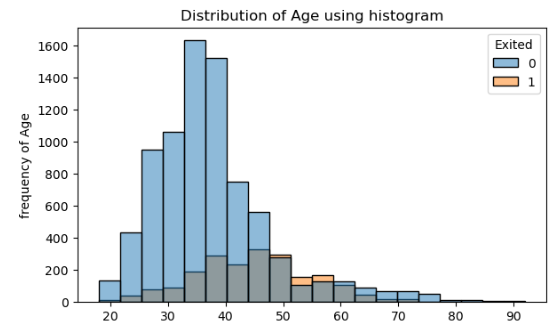 Distribution of Age using histogram
Exited
0
1
frequency of Age
1600
1400
1200
1000
800
600
400
200
0
20 30 40 50 60 70 80 90